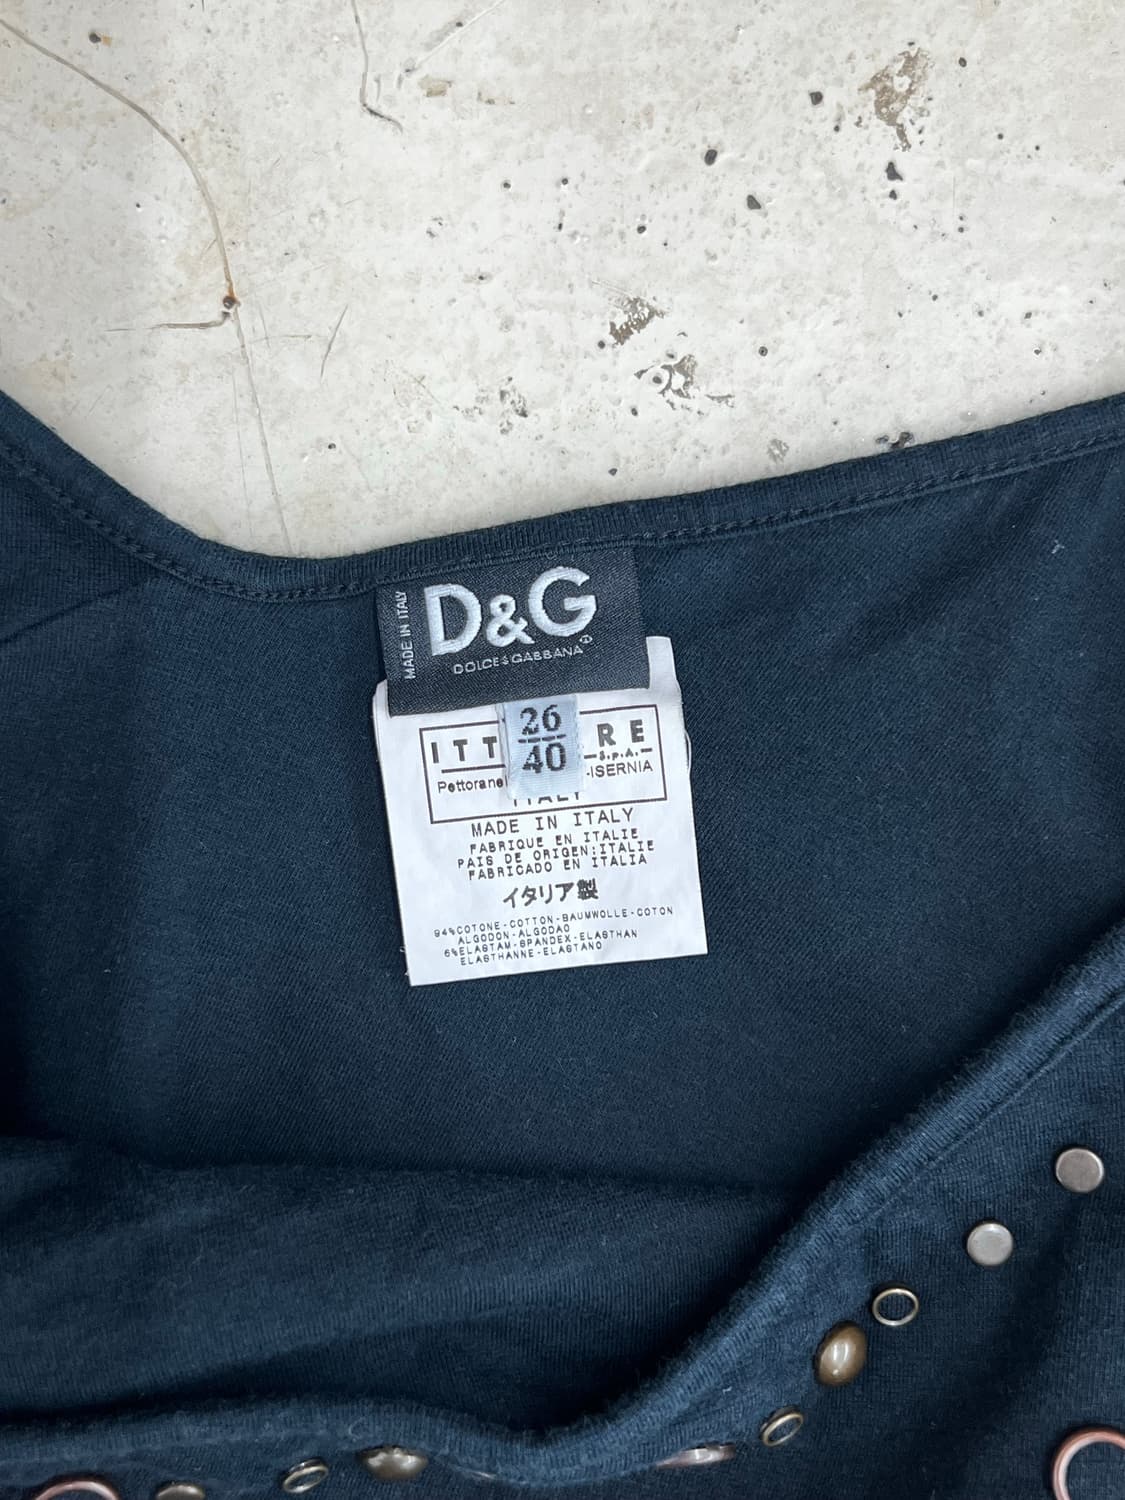 MADE IN ITALY
D&G
DOLCE&GABBANA
26
40
ITT RE
S.p.A.
-ISERNIA
ITALY
MADE IN ITALY
FABRIQUE EN ITALIE
PAIS DE ORIGEN:ITALIE
FABRICADO EN ITALIA
イタリア製
94%COTONE-COTTON-BAUMWOLLE-COTON
ALGODON-ALGODAO
6%ELASTAM-SPANDEX-ELASTHAN
ELASTHANNE-ELASTANO